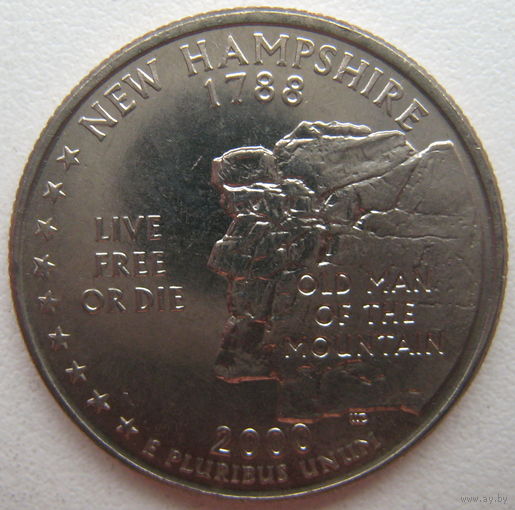 NEW HAMPSHIRE
1788
LIVE
FREE
OR DIE
OLD MAN
OF THE
MOUNTAIN
2000
E PLURIBUS UNUM
www.ay.by